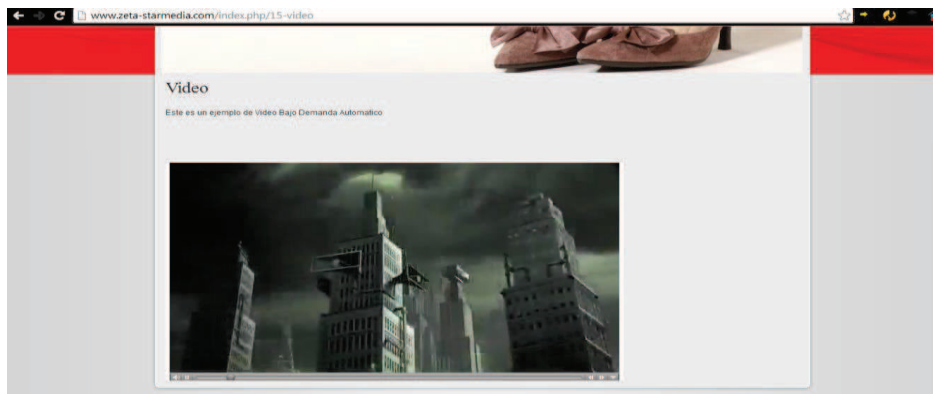 www.zeta-starmedia.com/index.php/15-video
Video
Este es un ejemplo de Video Bajo Demanda Automatico